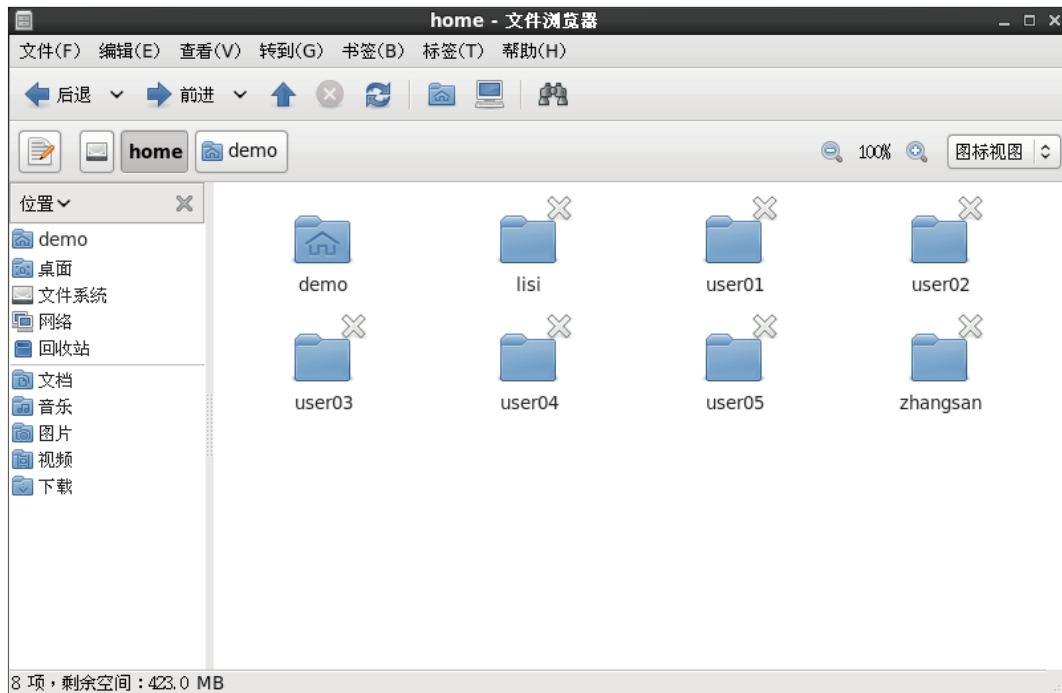 home - 文件浏览器
文件(F) 编辑(E) 查看(V) 转到(G) 书签(B) 标签(T) 帮助(H)
后退 前进
home demo 100% 图标视图
位置
demo
桌面
文件系统
网络
回收站
文档
音乐
图片
视频
下载
demo lisi user01 user02
user03 user04 user05 zhangsan
8 项，剩余空间：423.0 MB